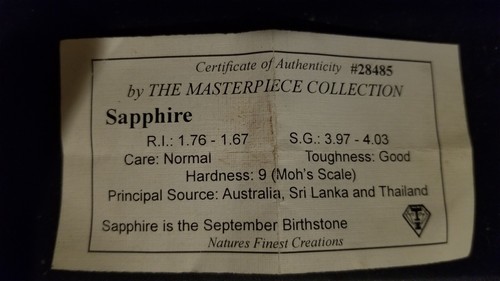 Certificate of Authenticity #28485
by THE MASTERPIECE COLLECTION
Sapphire
R.I.: 1.76 - 1.67 S.G.: 3.97 - 4.03
Care: Normal Toughness: Good
Hardness: 9 (Moh's Scale)
Principal Source: Australia, Sri Lanka and Thailand
Sapphire is the September Birthstone
Natures Finest Creations